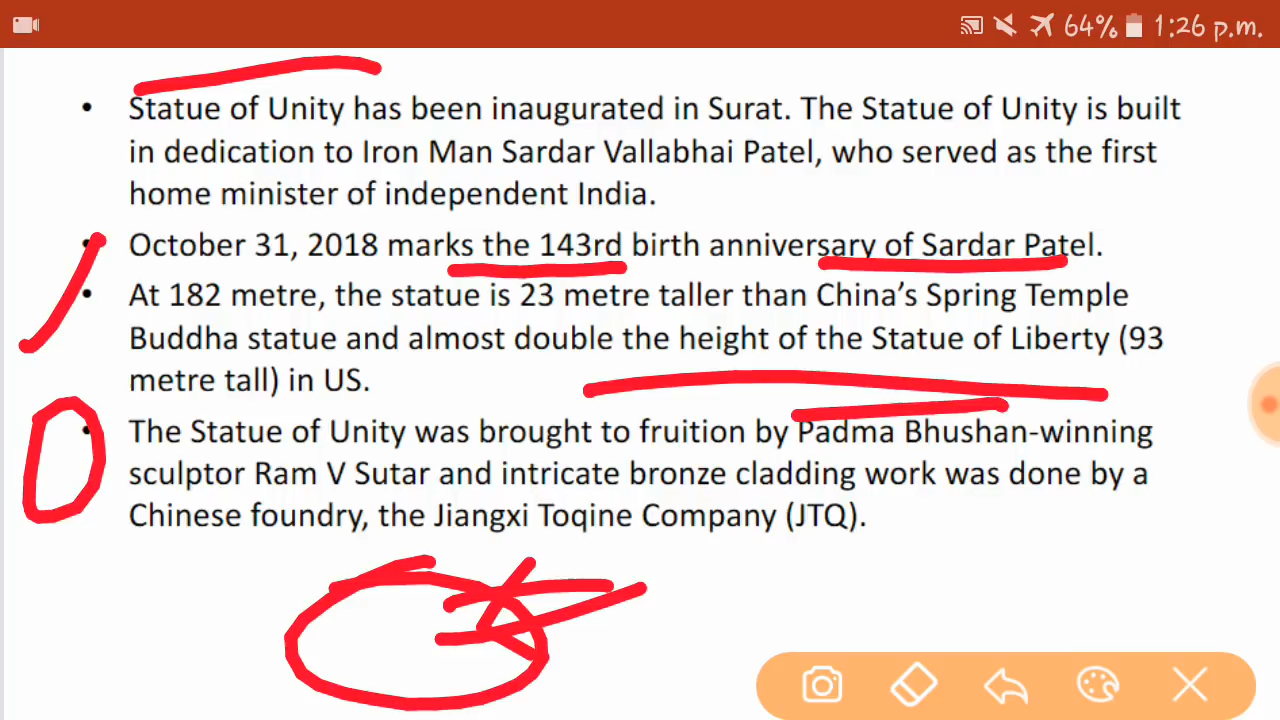 64% 1:26 p.m.
• Statue of Unity has been inaugurated in Surat. The Statue of Unity is built
in dedication to Iron Man Sardar Vallabhai Patel, who served as the first
home minister of independent India.
• October 31, 2018 marks the 143rd birth anniversary of Sardar Patel.
• At 182 metre, the statue is 23 metre taller than China’s Spring Temple
Buddha statue and almost double the height of the Statue of Liberty (93
metre tall) in US.
• The Statue of Unity was brought to fruition by Padma Bhushan-winning
sculptor Ram V Sutar and intricate bronze cladding work was done by a
Chinese foundry, the Jiangxi Toqine Company (JTQ).